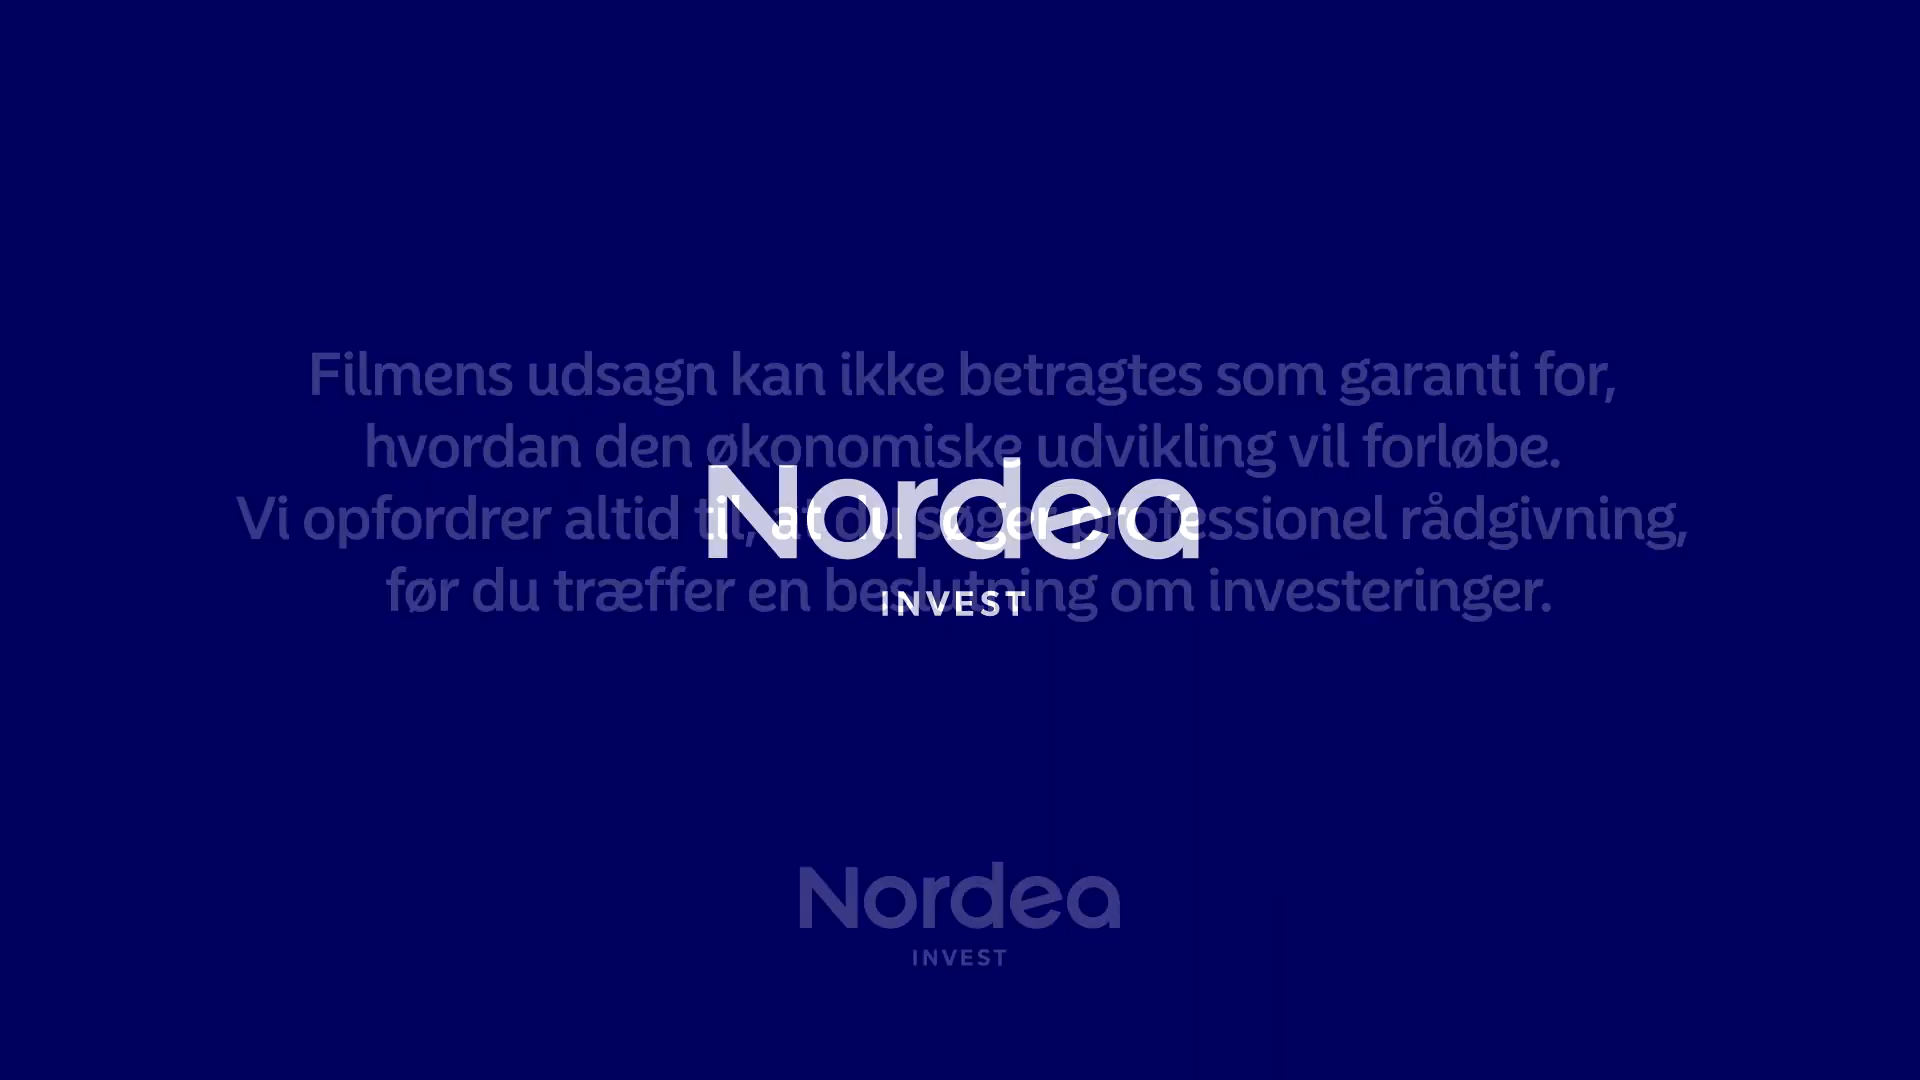 Filmens udsagn kan ikke betragtes som garanti for,
hvordan den økonomiske udvikling vil forløbe.
Nordea
Vi opfordrer altid til, at du søger professionel rådgivning,
før du træffer en beslutning om investeringer.
INVEST
Nordea
INVEST